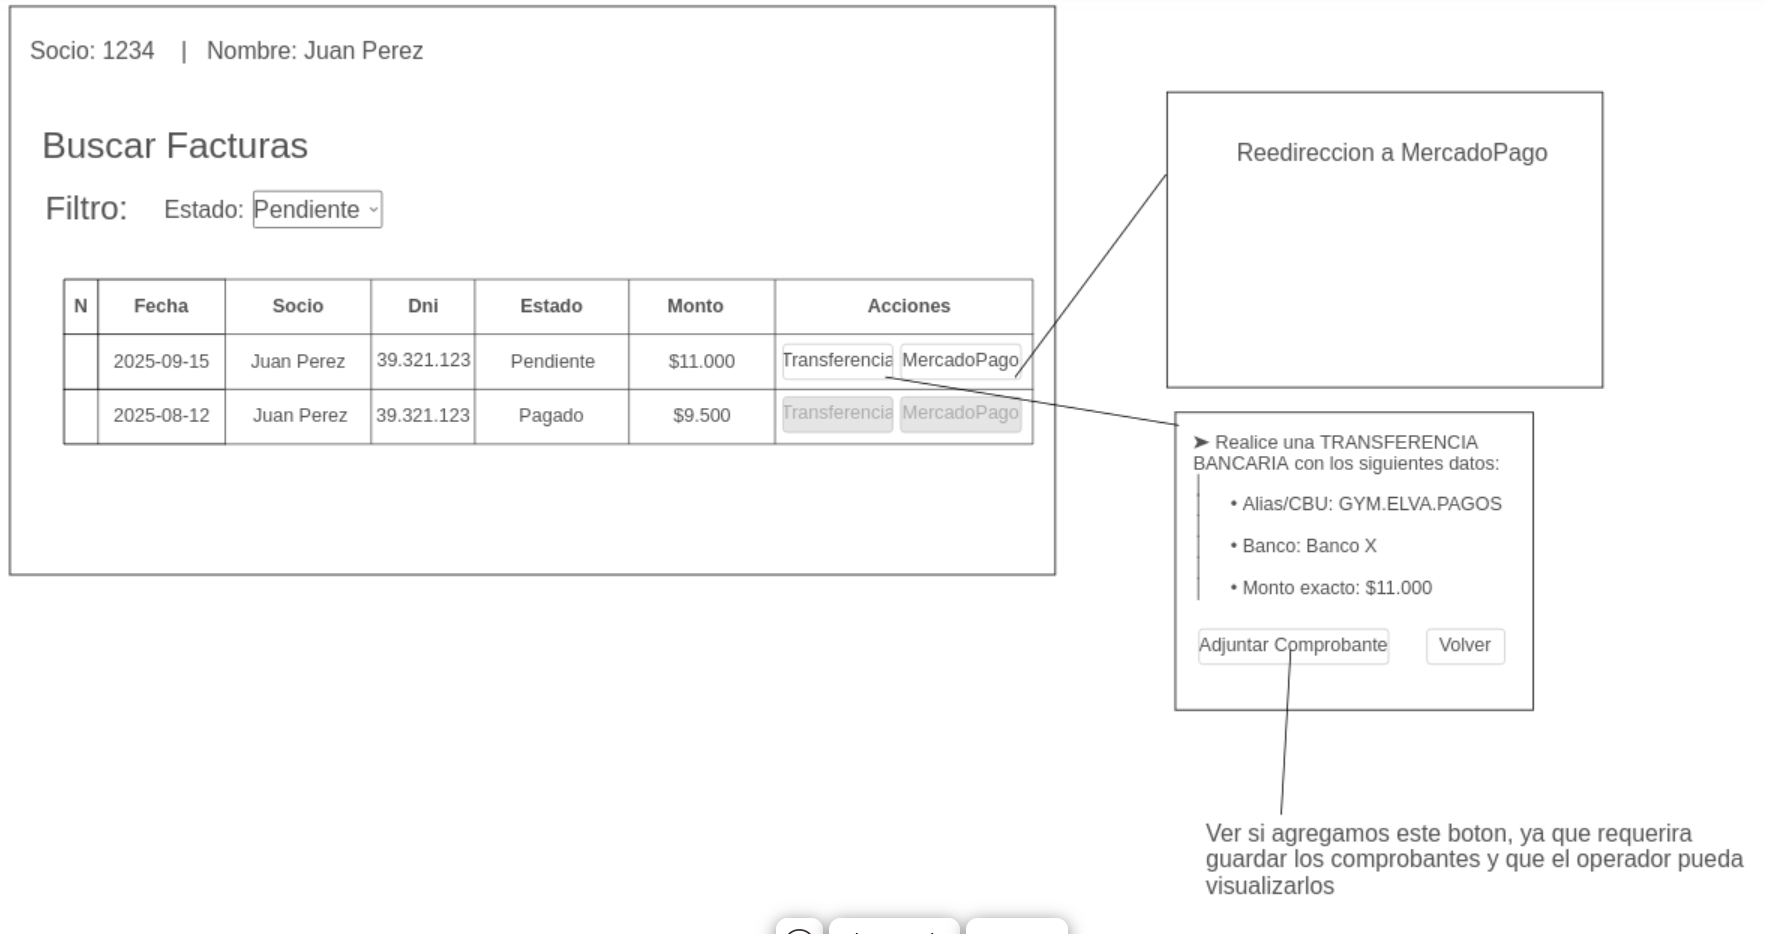 Socio: 1234 | Nombre: Juan Perez
Buscar Facturas
Filtro: Estado: Pendiente
N Fecha Socio Dni Estado Monto Acciones
2025-09-15 Juan Perez 39.321.123 Pendiente $11.000 Transferencia MercadoPago
2025-08-12 Juan Perez 39.321.123 Pagado $9.500 Transferencia MercadoPago
Reedireccion a MercadoPago
➤ Realice una TRANSFERENCIA
BANCARIA con los siguientes datos:
• Alias/CBU: GYM.ELVA.PAGOS
• Banco: Banco X
• Monto exacto: $11.000
Adjuntar Comprobante Volver
Ver si agregamos este boton, ya que requerira
guardar los comprobantes y que el operador pueda
visualizarlos